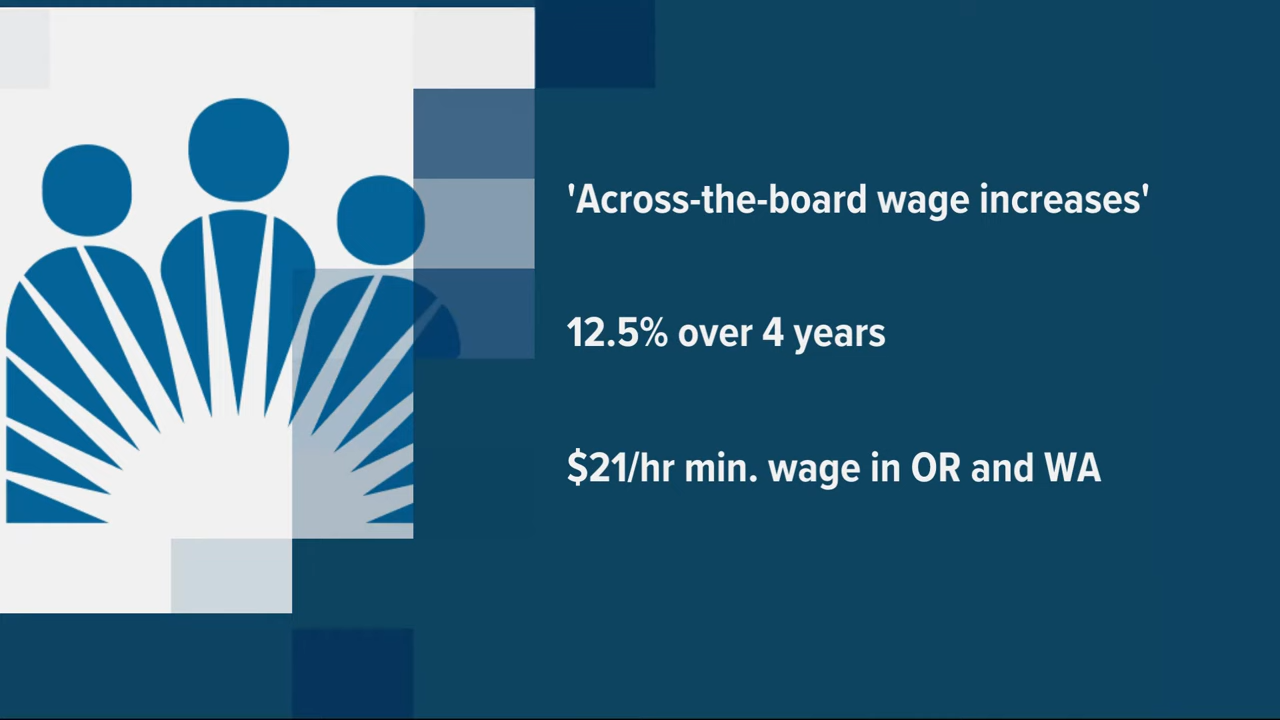 'Across-the-board wage increases'
12.5% over 4 years
$21/hr min. wage in OR and WA